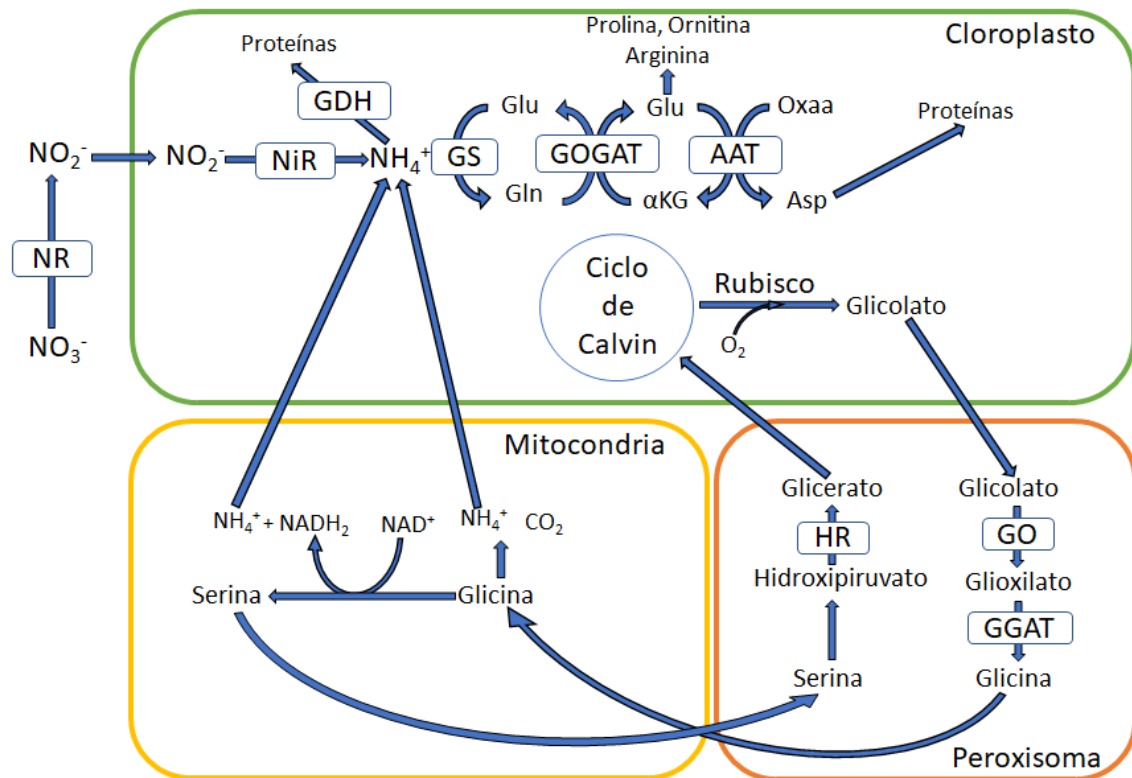 Cloroplasto
Proteínas
Prolina, Ornitina
Arginina
GDH
Glu
Glu
Oxaa
Proteínas
NO₂⁻
NO₂⁻
NiR
NH₄⁺
GS
GOGAT
AAT
Gln
αKG
Asp
NR
NO₃⁻
Ciclo
de
Calvin
Rubisco
O₂
Glicolato
Mitocondria
NH₄⁺ + NADH₂
NAD⁺
NH₄⁺
CO₂
Serina
Glicina
Glicerato
HR
Hidroxipiruvato
Serina
Glicolato
GO
Glioxilato
GGAT
Glicina
Peroxisoma